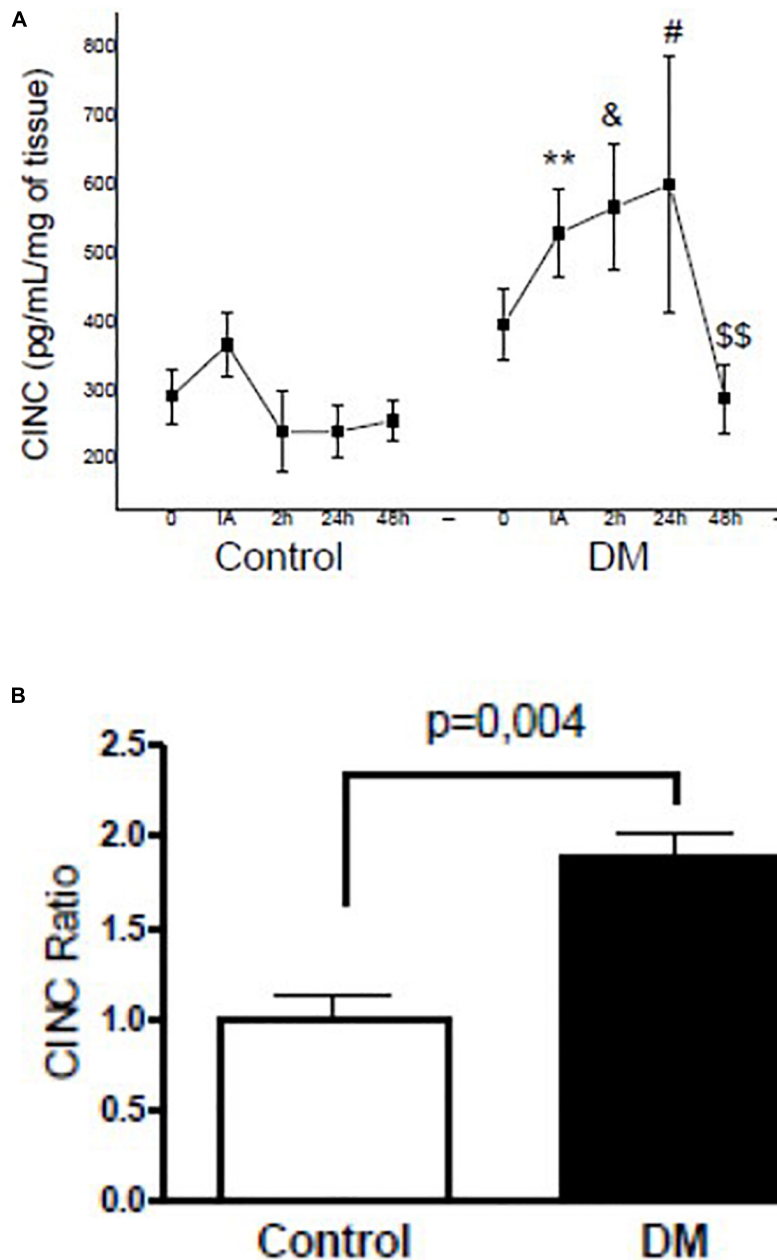 A
CINC (pg/mL/mg of tissue)
800
700
600
500
400
300
200
** & # $$
0 IA 2h 24h 48h – 0 IA 2h 24h 48h -
Control DM
B
p=0,004
CINC Ratio
2.5
2.0
1.5
1.0
0.5
0.0
Control DM